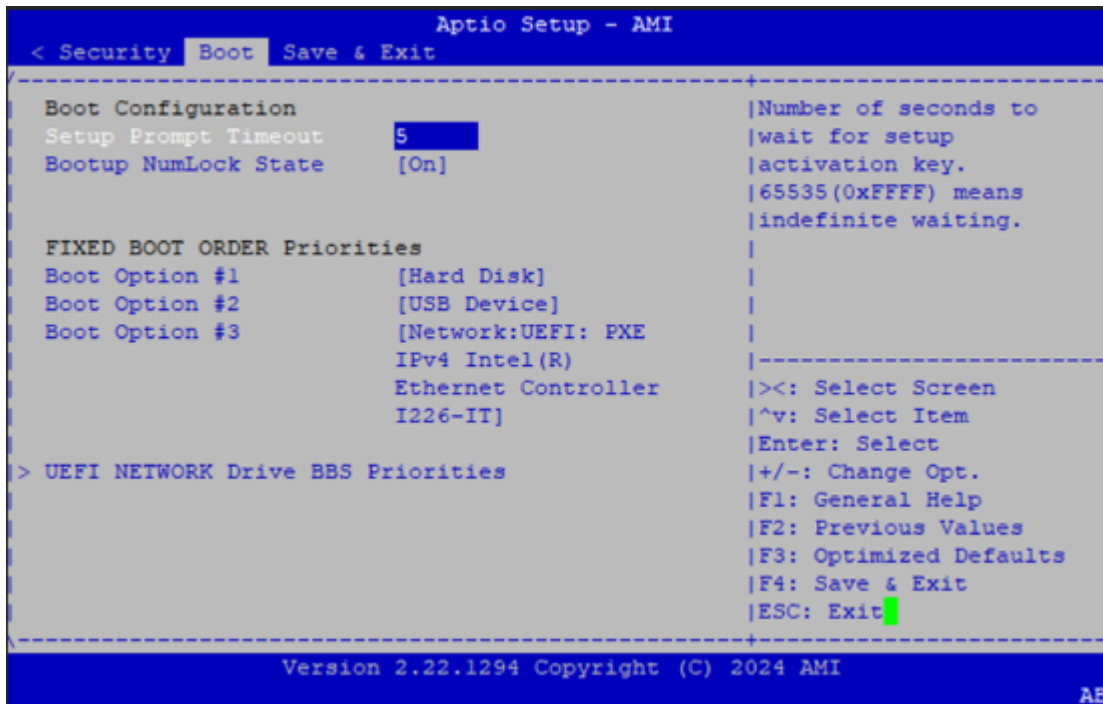 Aptio Setup - AMI
< Security Boot Save & Exit
Boot Configuration
Setup Prompt Timeout 5
Bootup NumLock State [On]
FIXED BOOT ORDER Priorities
Boot Option #1 [Hard Disk]
Boot Option #2 [USB Device]
Boot Option #3 [Network:UEFI: PXE
IPv4 Intel(R)
Ethernet Controller
I226-IT]
> UEFI NETWORK Drive BBS Priorities
Number of seconds to
wait for setup
activation key.
65535(0xFFFF) means
indefinite waiting.
><: Select Screen
^v: Select Item
Enter: Select
+/-: Change Opt.
F1: General Help
F2: Previous Values
F3: Optimized Defaults
F4: Save & Exit
ESC: Exit
Version 2.22.1294 Copyright (C) 2024 AMI